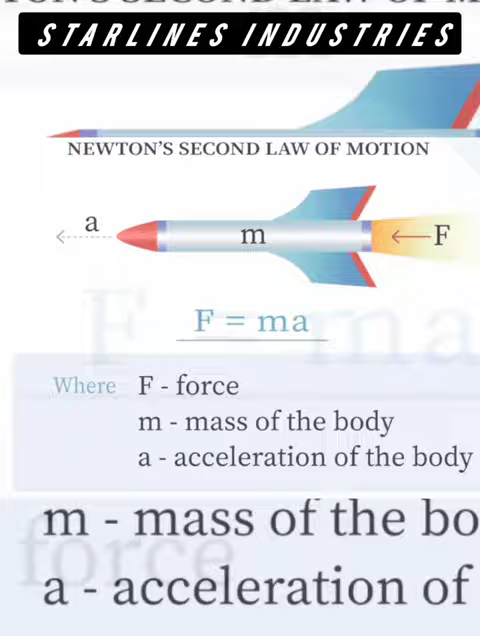 STARLINES INDUSTRIES
NEWTON'S SECOND LAW OF MOTION
a
m
F
F = ma
Where F - force
m - mass of the body
a - acceleration of the body
m - mass of the bo
force
a - acceleration of